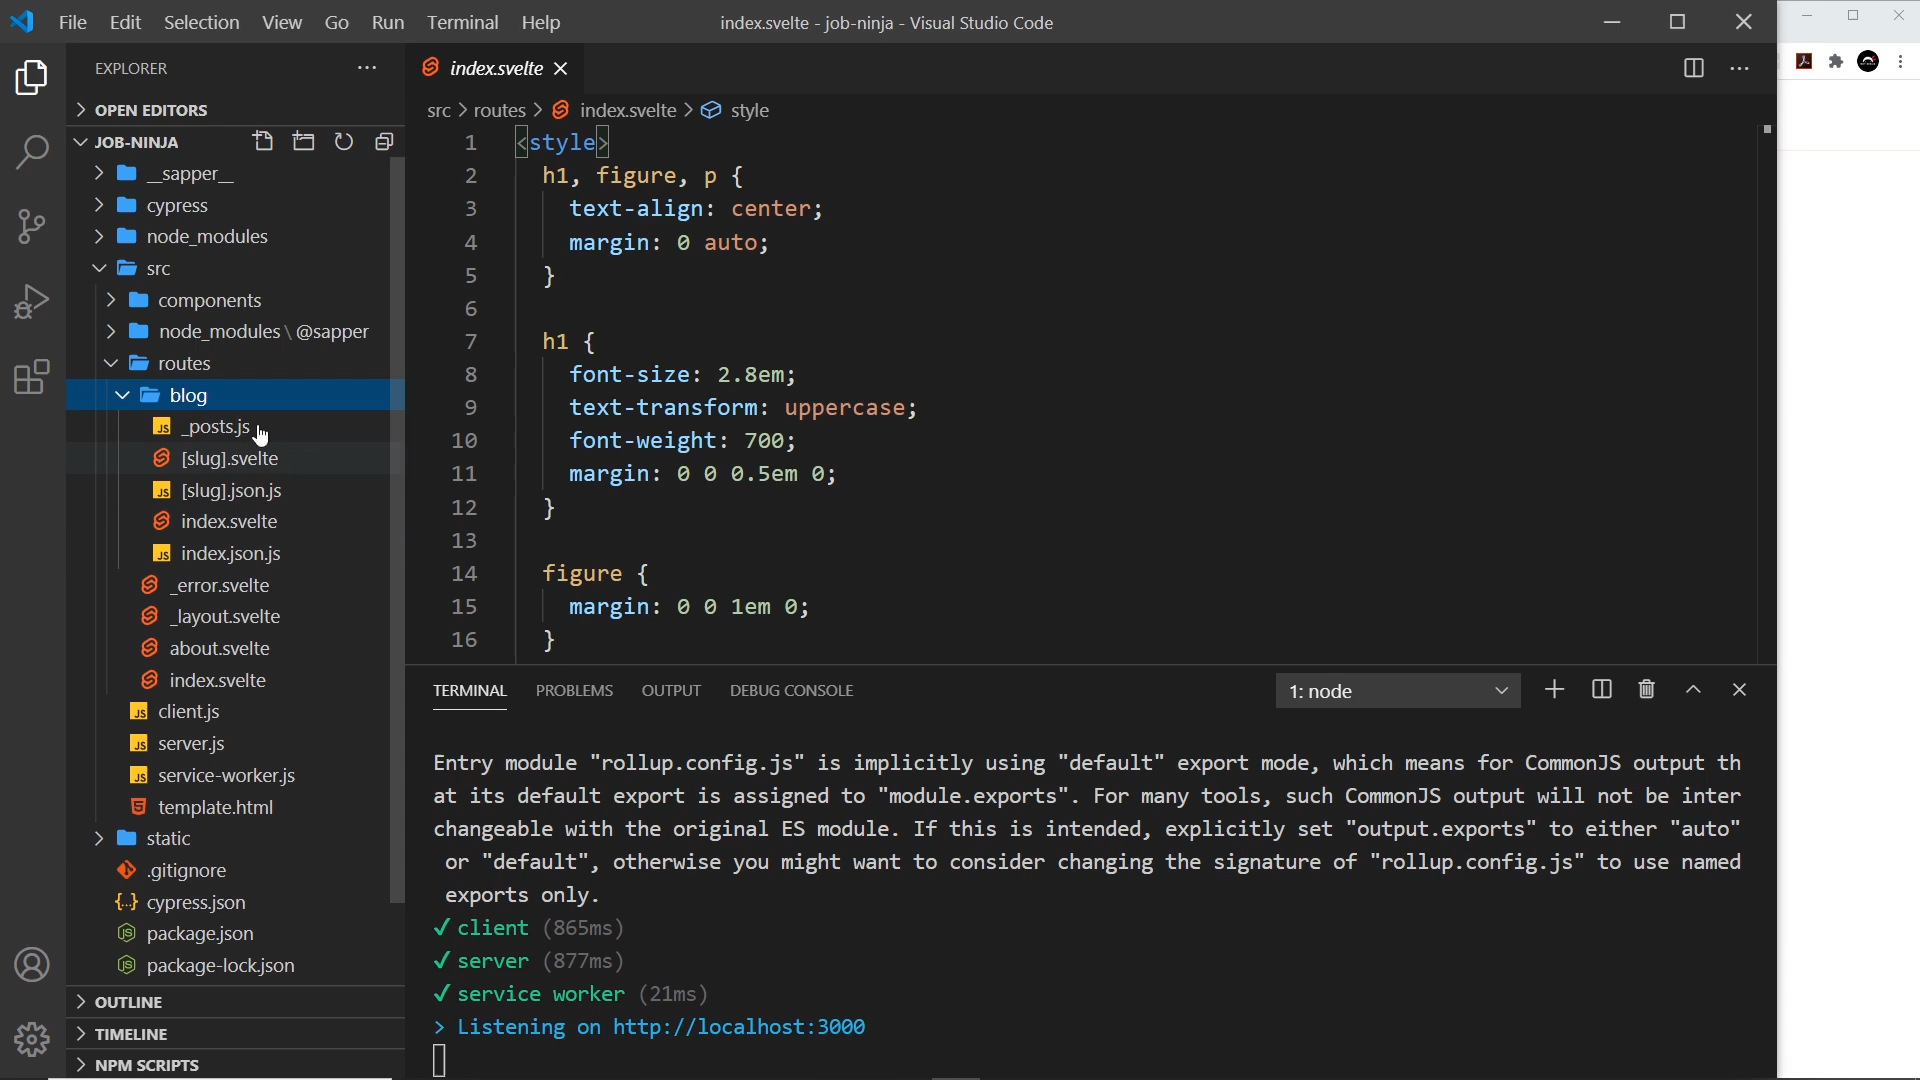 File Edit Selection View Go Run Terminal Help
index.svelte - job-ninja - Visual Studio Code
EXPLORER
OPEN EDITORS
JOB-NINJA
__sapper__
cypress
node_modules
src
components
node_modules \ @sapper
routes
blog
JS _posts.js
[slug].svelte
JS [slug].json.js
index.svelte
JS index.json.js
_error.svelte
_layout.svelte
about.svelte
index.svelte
JS client.js
JS server.js
JS service-worker.js
template.html
static
.gitignore
{..} cypress.json
package.json
package-lock.json
OUTLINE
TIMELINE
NPM SCRIPTS
index.svelte
src > routes > index.svelte > style
1 <style>
2 h1, figure, p {
3 text-align: center;
4 margin: 0 auto;
5 }
6
7 h1 {
8 font-size: 2.8em;
9 text-transform: uppercase;
10 font-weight: 700;
11 margin: 0 0 0.5em 0;
12 }
13
14 figure {
15 margin: 0 0 1em 0;
16 }
TERMINAL PROBLEMS OUTPUT DEBUG CONSOLE
1: node
Entry module "rollup.config.js" is implicitly using "default" export mode, which means for CommonJS output th
at its default export is assigned to "module.exports". For many tools, such CommonJS output will not be inter
changeable with the original ES module. If this is intended, explicitly set "output.exports" to either "auto"
or "default", otherwise you might want to consider changing the signature of "rollup.config.js" to use named
exports only.
✓ client (865ms)
✓ server (877ms)
✓ service worker (21ms)
> Listening on http://localhost:3000